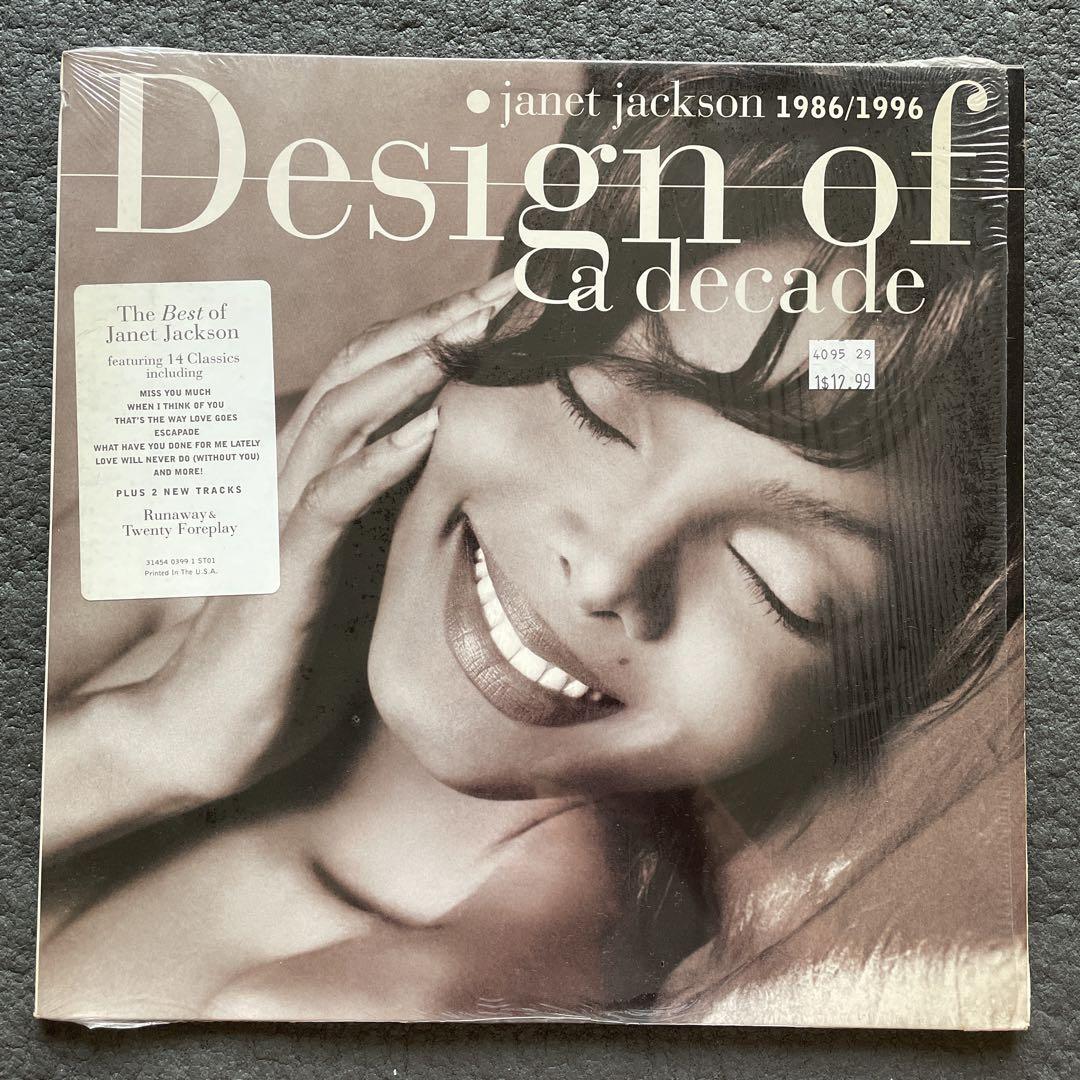 janet jackson 1986/1996
Design of
a decade
The Best of
Janet Jackson
featuring 14 Classics
including
MISS YOU MUCH
WHEN I THINK OF YOU
THAT'S THE WAY LOVE GOES
ESCAPADE
WHAT HAVE YOU DONE FOR ME LATELY
LOVE WILL NEVER DO (WITHOUT YOU)
AND MORE!
PLUS 2 NEW TRACKS
Runaway &
Twenty Foreplay
31454 0399 1 ST01
Printed In The U.S.A.
4095 29
1$12.99